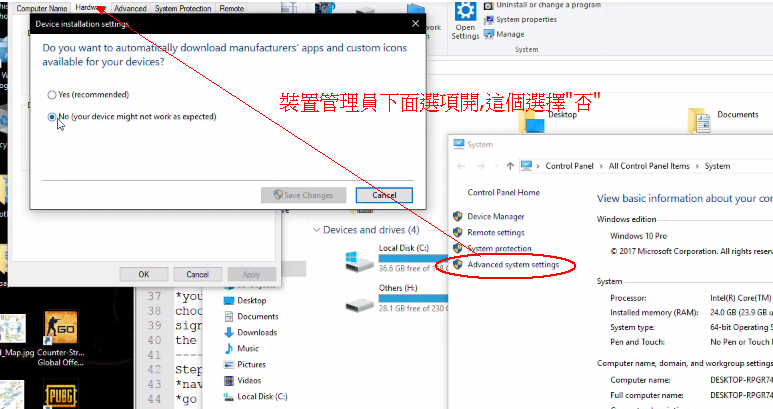 Computer Name
Hardw
Advanced
System Protection
Remote
Device installation settings
Do you want to automatically download manufacturers' apps and custom icons
available for your devices?
Yes (recommended)
No (your device might not work as expected)
Save Changes
Cancel
OK
Cancel
Apply
裝置管理員下面選項開,這個選擇"否"
Open
Settings
Uninstall or change a program
System properties
Manage
System
Desktop
Documents
Devices and drives (4)
Local Disk (C:)
36.6 GB free of
Others (H:)
28.1 GB free of 230
Desktop
Documents
Downloads
Music
Pictures
Videos
Local Disk (C:)
System
Control Panel
All Control Panel Items
System
Control Panel Home
Device Manager
Remote settings
System protection
Advanced system settings
View basic information about your con
Windows edition
Windows 10 Pro
© 2017 Microsoft Corporation. All rights reserve
System
Processor:
Intel(R) Core(TM)
Installed memory (RAM):
24.0 GB (23.9 GB u
System type:
64-bit Operating S
Pen and Touch:
No Pen or Touch I
Computer name, domain, and workgroup settings
Computer name:
DESKTOP-RPGR74
Full computer name:
DESKTOP-RPGR74
37 *you
38 choo
39 sign
40 the
41 ----
42 Step
43 *nav
44 *go
_Map.jpg
Counter-Str...
Global Offe...
GO
PUBG